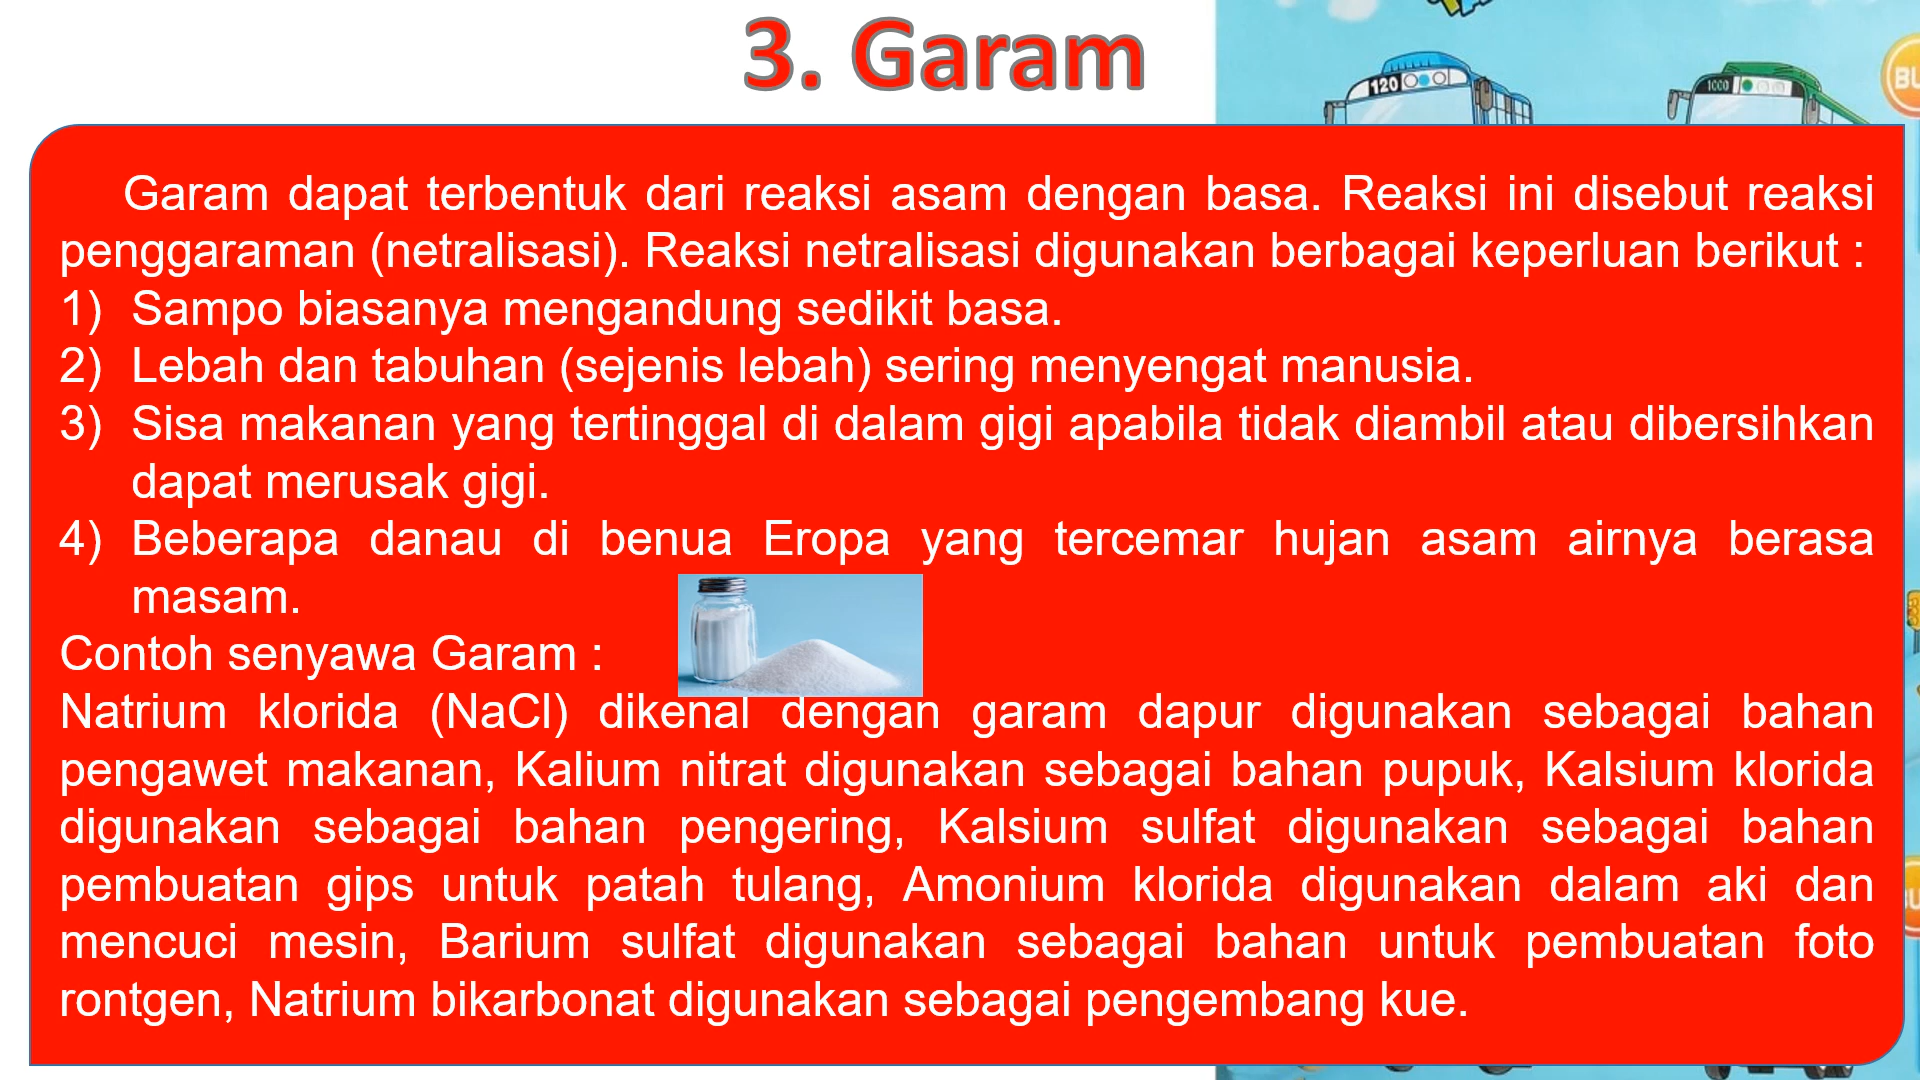 3. Garam
120
1000
BU
Garam dapat terbentuk dari reaksi asam dengan basa. Reaksi ini disebut reaksi
penggaraman (netralisasi). Reaksi netralisasi digunakan berbagai keperluan berikut :
1) Sampo biasanya mengandung sedikit basa.
2) Lebah dan tabuhan (sejenis lebah) sering menyengat manusia.
3) Sisa makanan yang tertinggal di dalam gigi apabila tidak diambil atau dibersihkan
dapat merusak gigi.
4) Beberapa danau di benua Eropa yang tercemar hujan asam airnya berasa
masam.
Contoh senyawa Garam :
Natrium klorida (NaCl) dikenal dengan garam dapur digunakan sebagai bahan
pengawet makanan, Kalium nitrat digunakan sebagai bahan pupuk, Kalsium klorida
digunakan sebagai bahan pengering, Kalsium sulfat digunakan sebagai bahan
pembuatan gips untuk patah tulang, Amonium klorida digunakan dalam aki dan
mencuci mesin, Barium sulfat digunakan sebagai bahan untuk pembuatan foto
rontgen, Natrium bikarbonat digunakan sebagai pengembang kue.